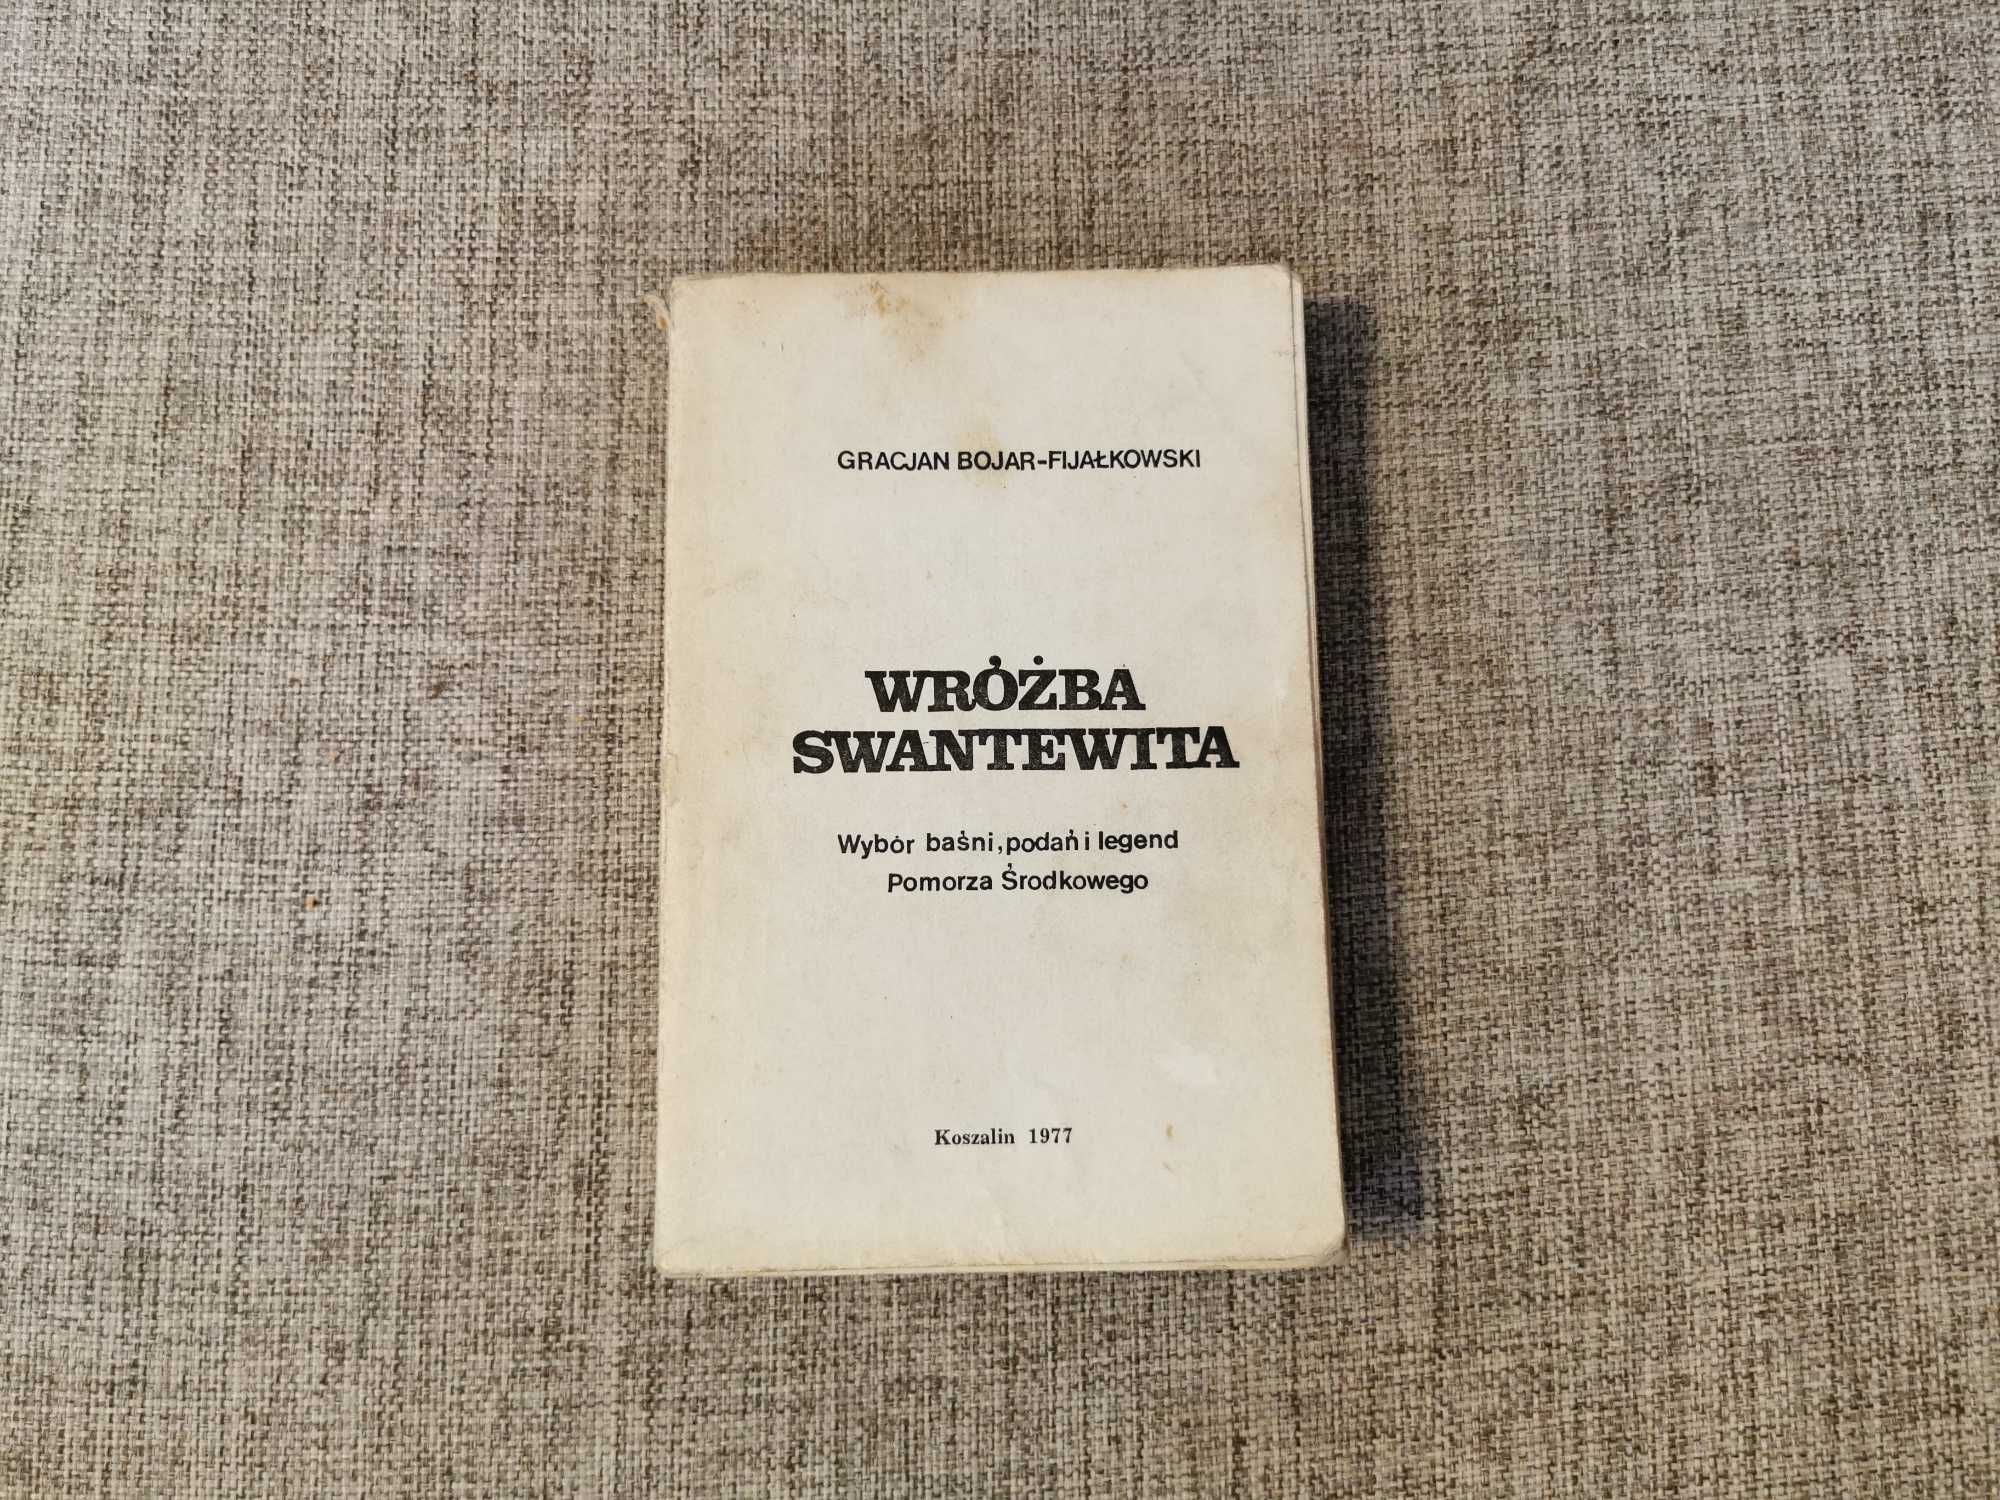 GRACJAN BOJAR-FIJAŁKOWSKI
WRÓŻBA
SWANTEWITA
Wybór baśni, podań i legend
Pomorza Środkowego
Koszalin 1977